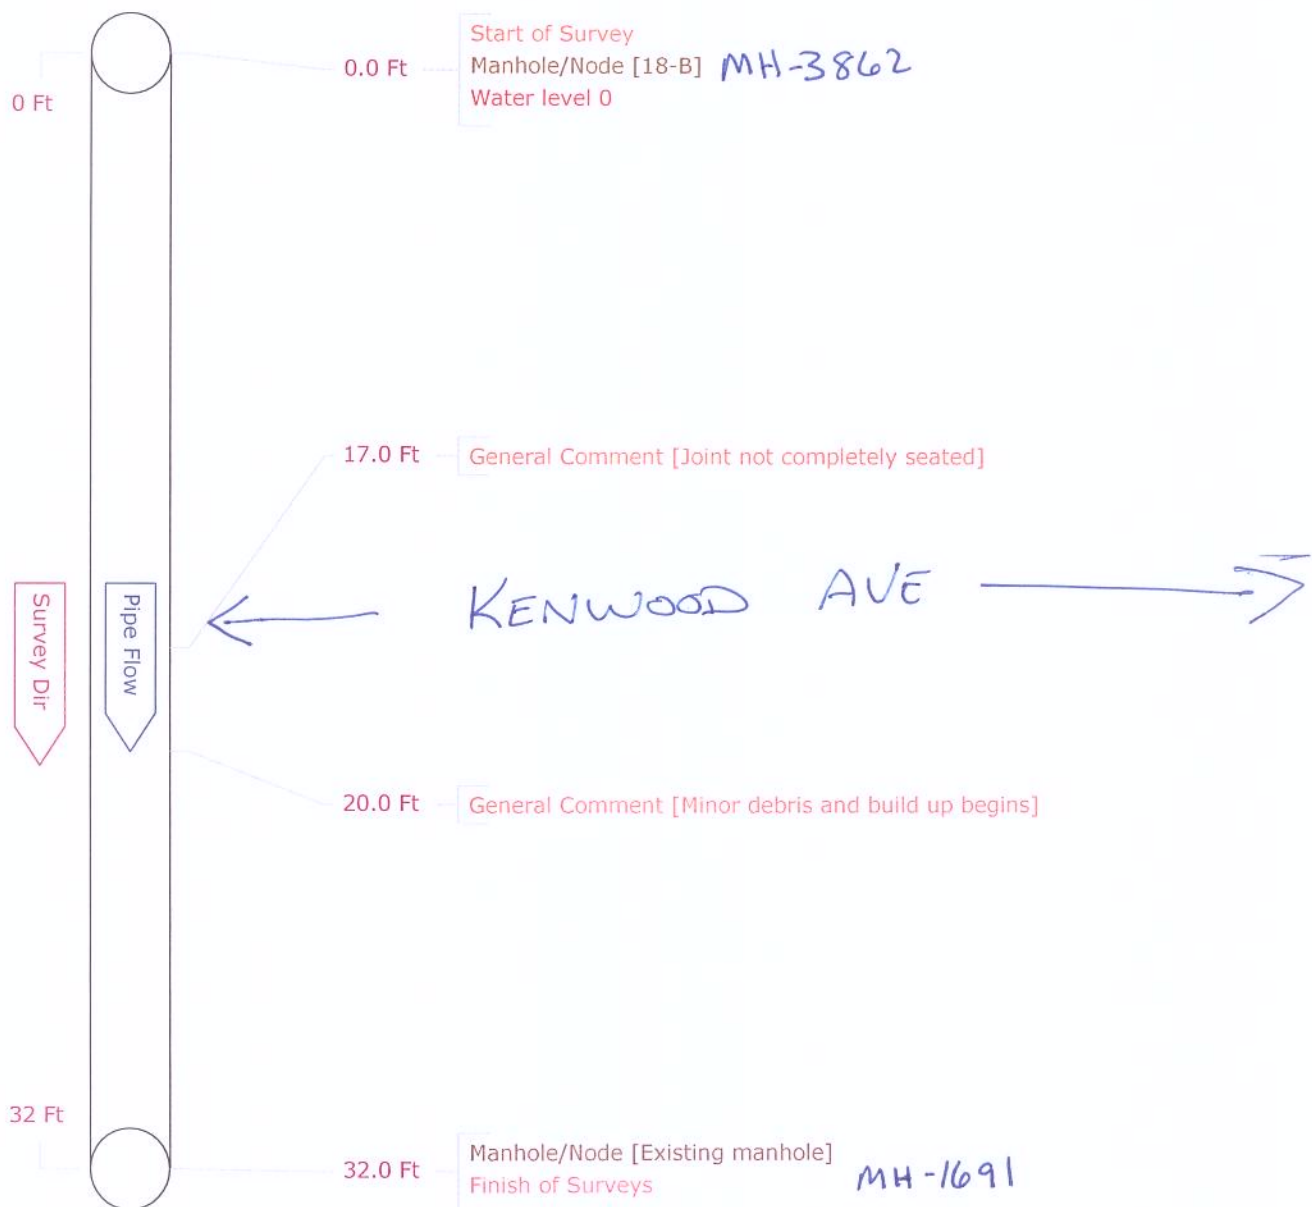 Start of Survey
0.0 Ft Manhole/Node [18-B] MH-3862
Water level 0
0 Ft
17.0 Ft General Comment [Joint not completely seated]
Survey Dir
Pipe Flow
KENWOOD AVE
20.0 Ft General Comment [Minor debris and build up begins]
32 Ft
Manhole/Node [Existing manhole]
32.0 Ft
Finish of Surveys
MH-1691